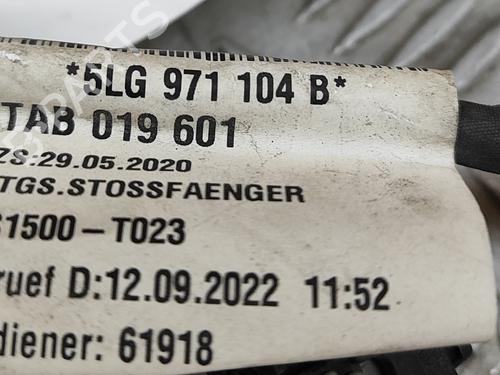 *5LG 971 104 B*
TAB 019 601
ZS:29.05.2020
TGS.STOSSFAENGER
1500-T023
ruef D:12.09.2022 11:52
diener: 61918